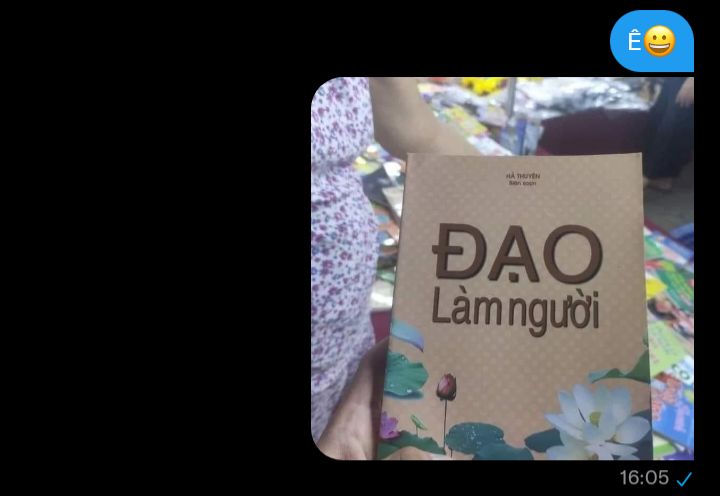 Ê😀
HÀ THUYÊN
Biên soạn
ĐẠO
Làm người
16:05